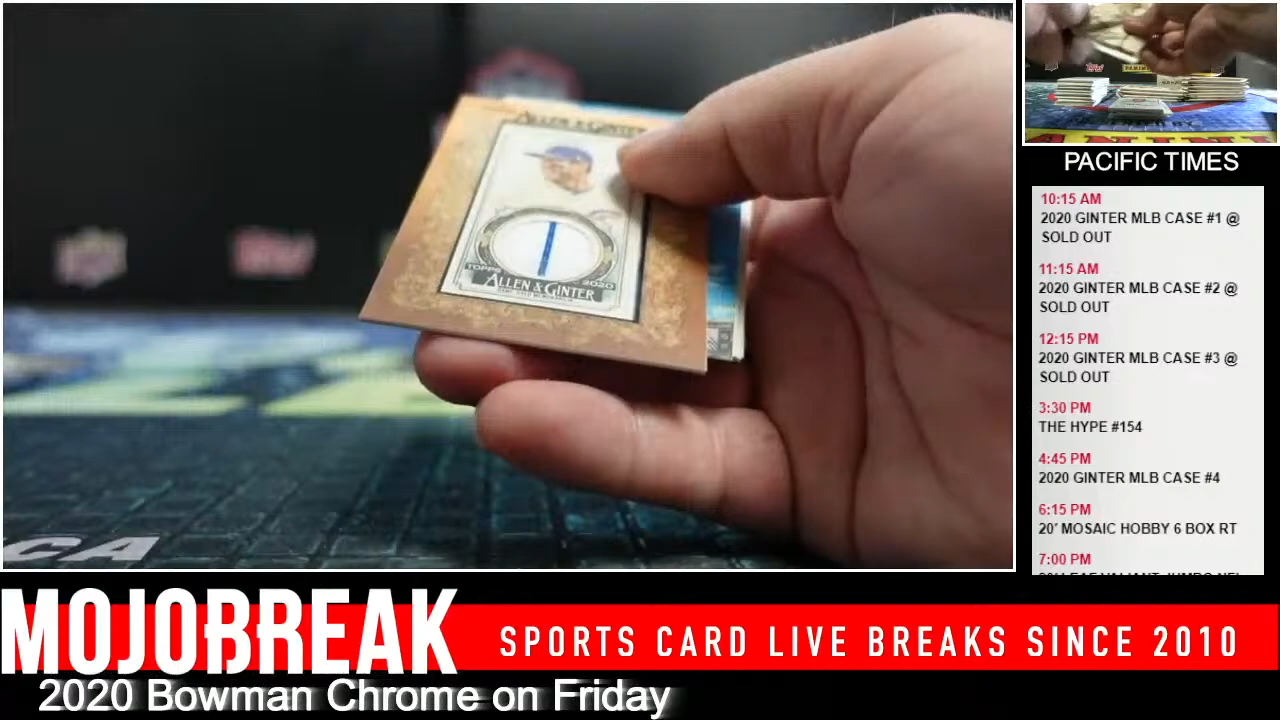 ALLEN & GINTER
TOPPS 2020
ALLEN & GINTER
CA
PACIFIC TIMES
10:15 AM
2020 GINTER MLB CASE #1 @
SOLD OUT
11:15 AM
2020 GINTER MLB CASE #2 @
SOLD OUT
12:15 PM
2020 GINTER MLB CASE #3 @
SOLD OUT
3:30 PM
THE HYPE #154
4:45 PM
2020 GINTER MLB CASE #4
6:15 PM
20' MOSAIC HOBBY 6 BOX RT
7:00 PM
MOJOBREAK
SPORTS CARD LIVE BREAKS SINCE 2010
2020 Bowman Chrome on Friday